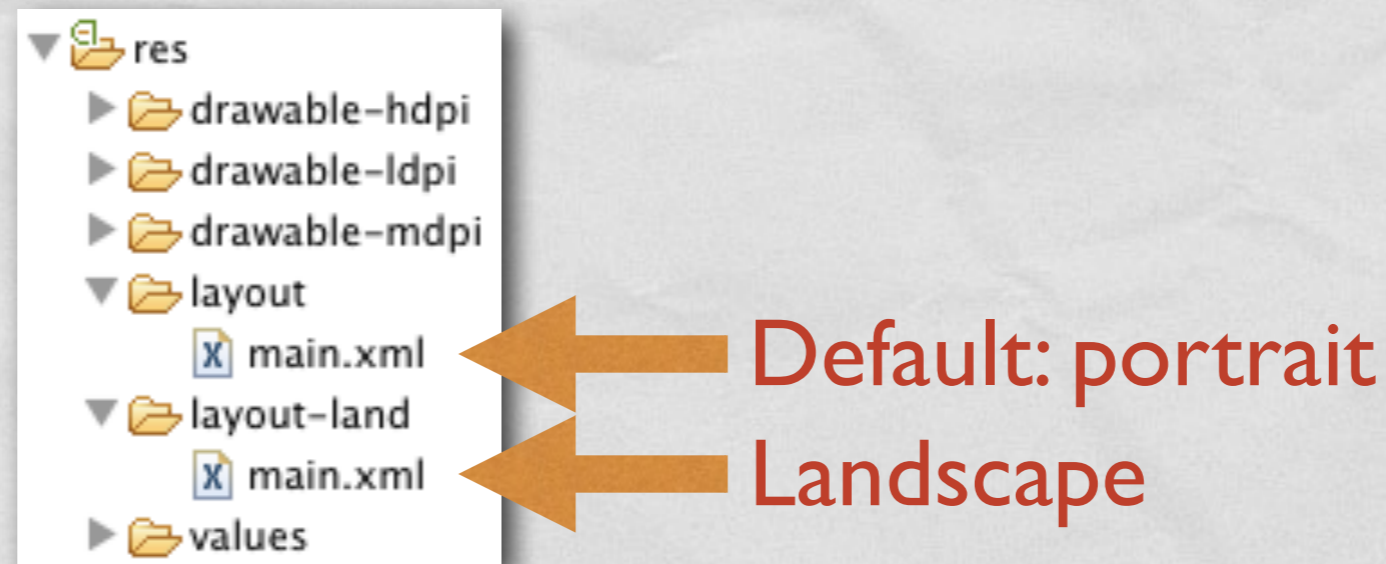 res
drawable-hdpi
drawable-ldpi
drawable-mdpi
layout
X main.xml
Default: portrait
layout-land
X main.xml
Landscape
values